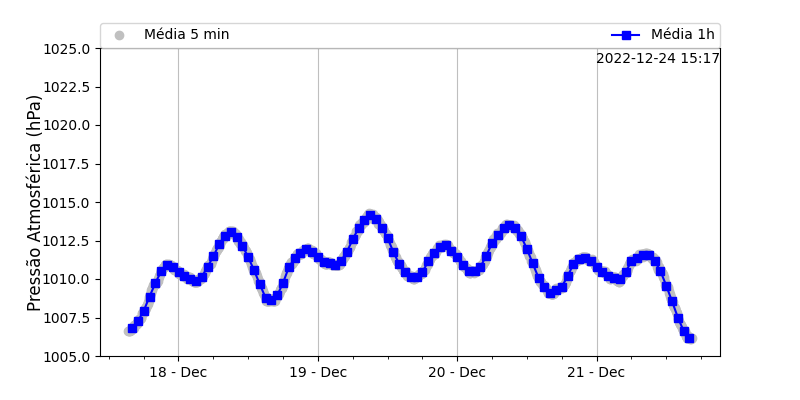 Média 5 min
Média 1h
2022-12-24 15:17
Pressão Atmosférica (hPa)
1025.0
1022.5
1020.0
1017.5
1015.0
1012.5
1010.0
1007.5
1005.0
18 - Dec
19 - Dec
20 - Dec
21 - Dec